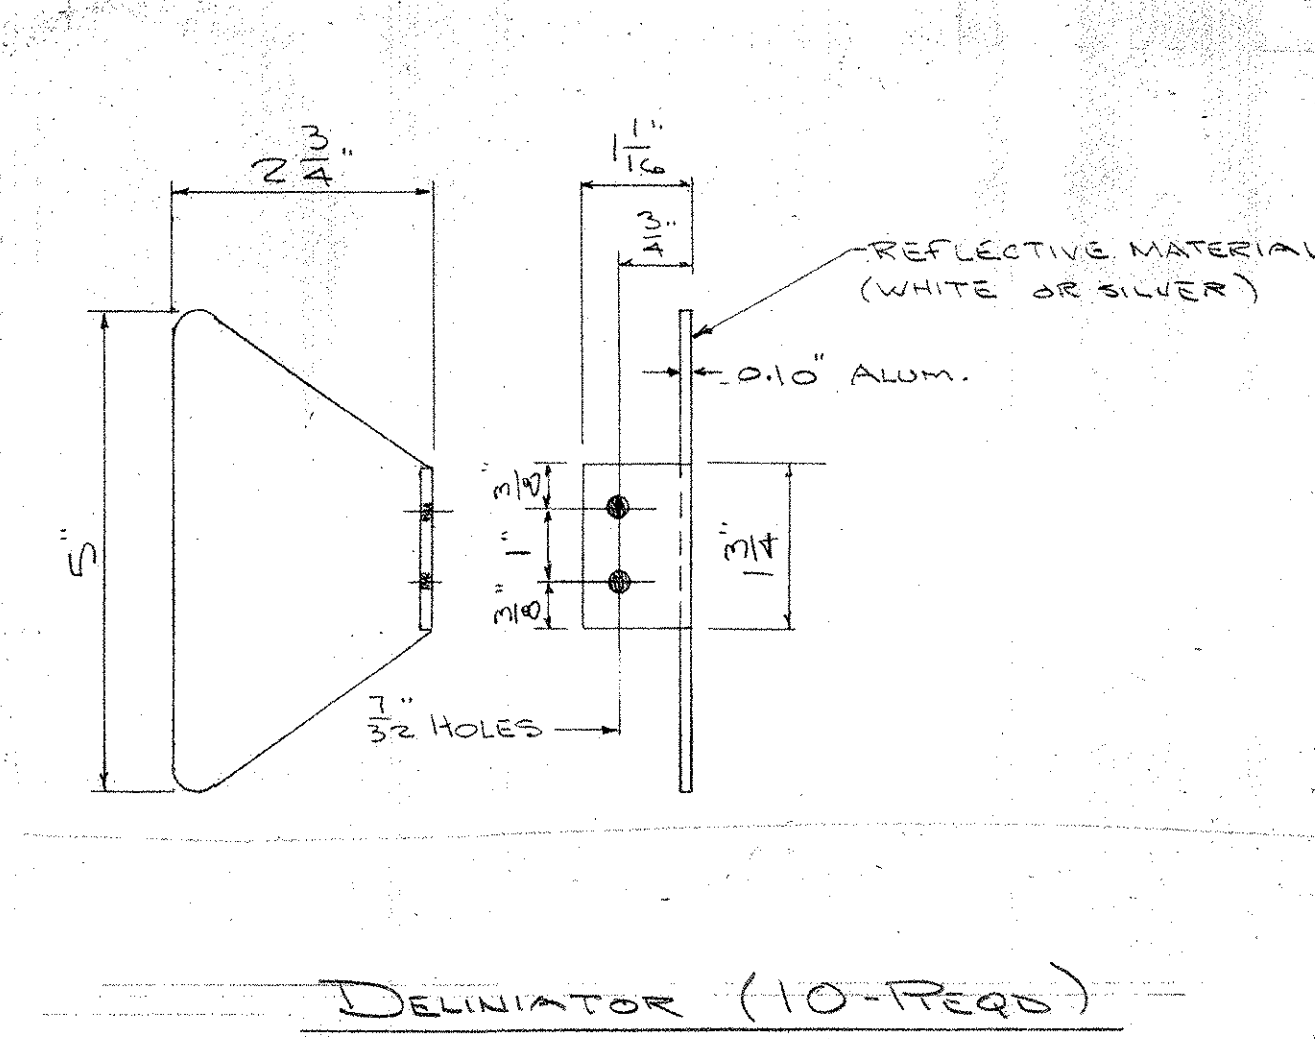 2 3/4"
1 1/16"
3/4"
REFLECTIVE MATERIAL
(WHITE OR SILVER)
0.10" ALUM.
3/8"
1"
3/8"
1 3/4"
5"
7/32" HOLES
DELINIATOR (10-REQD)